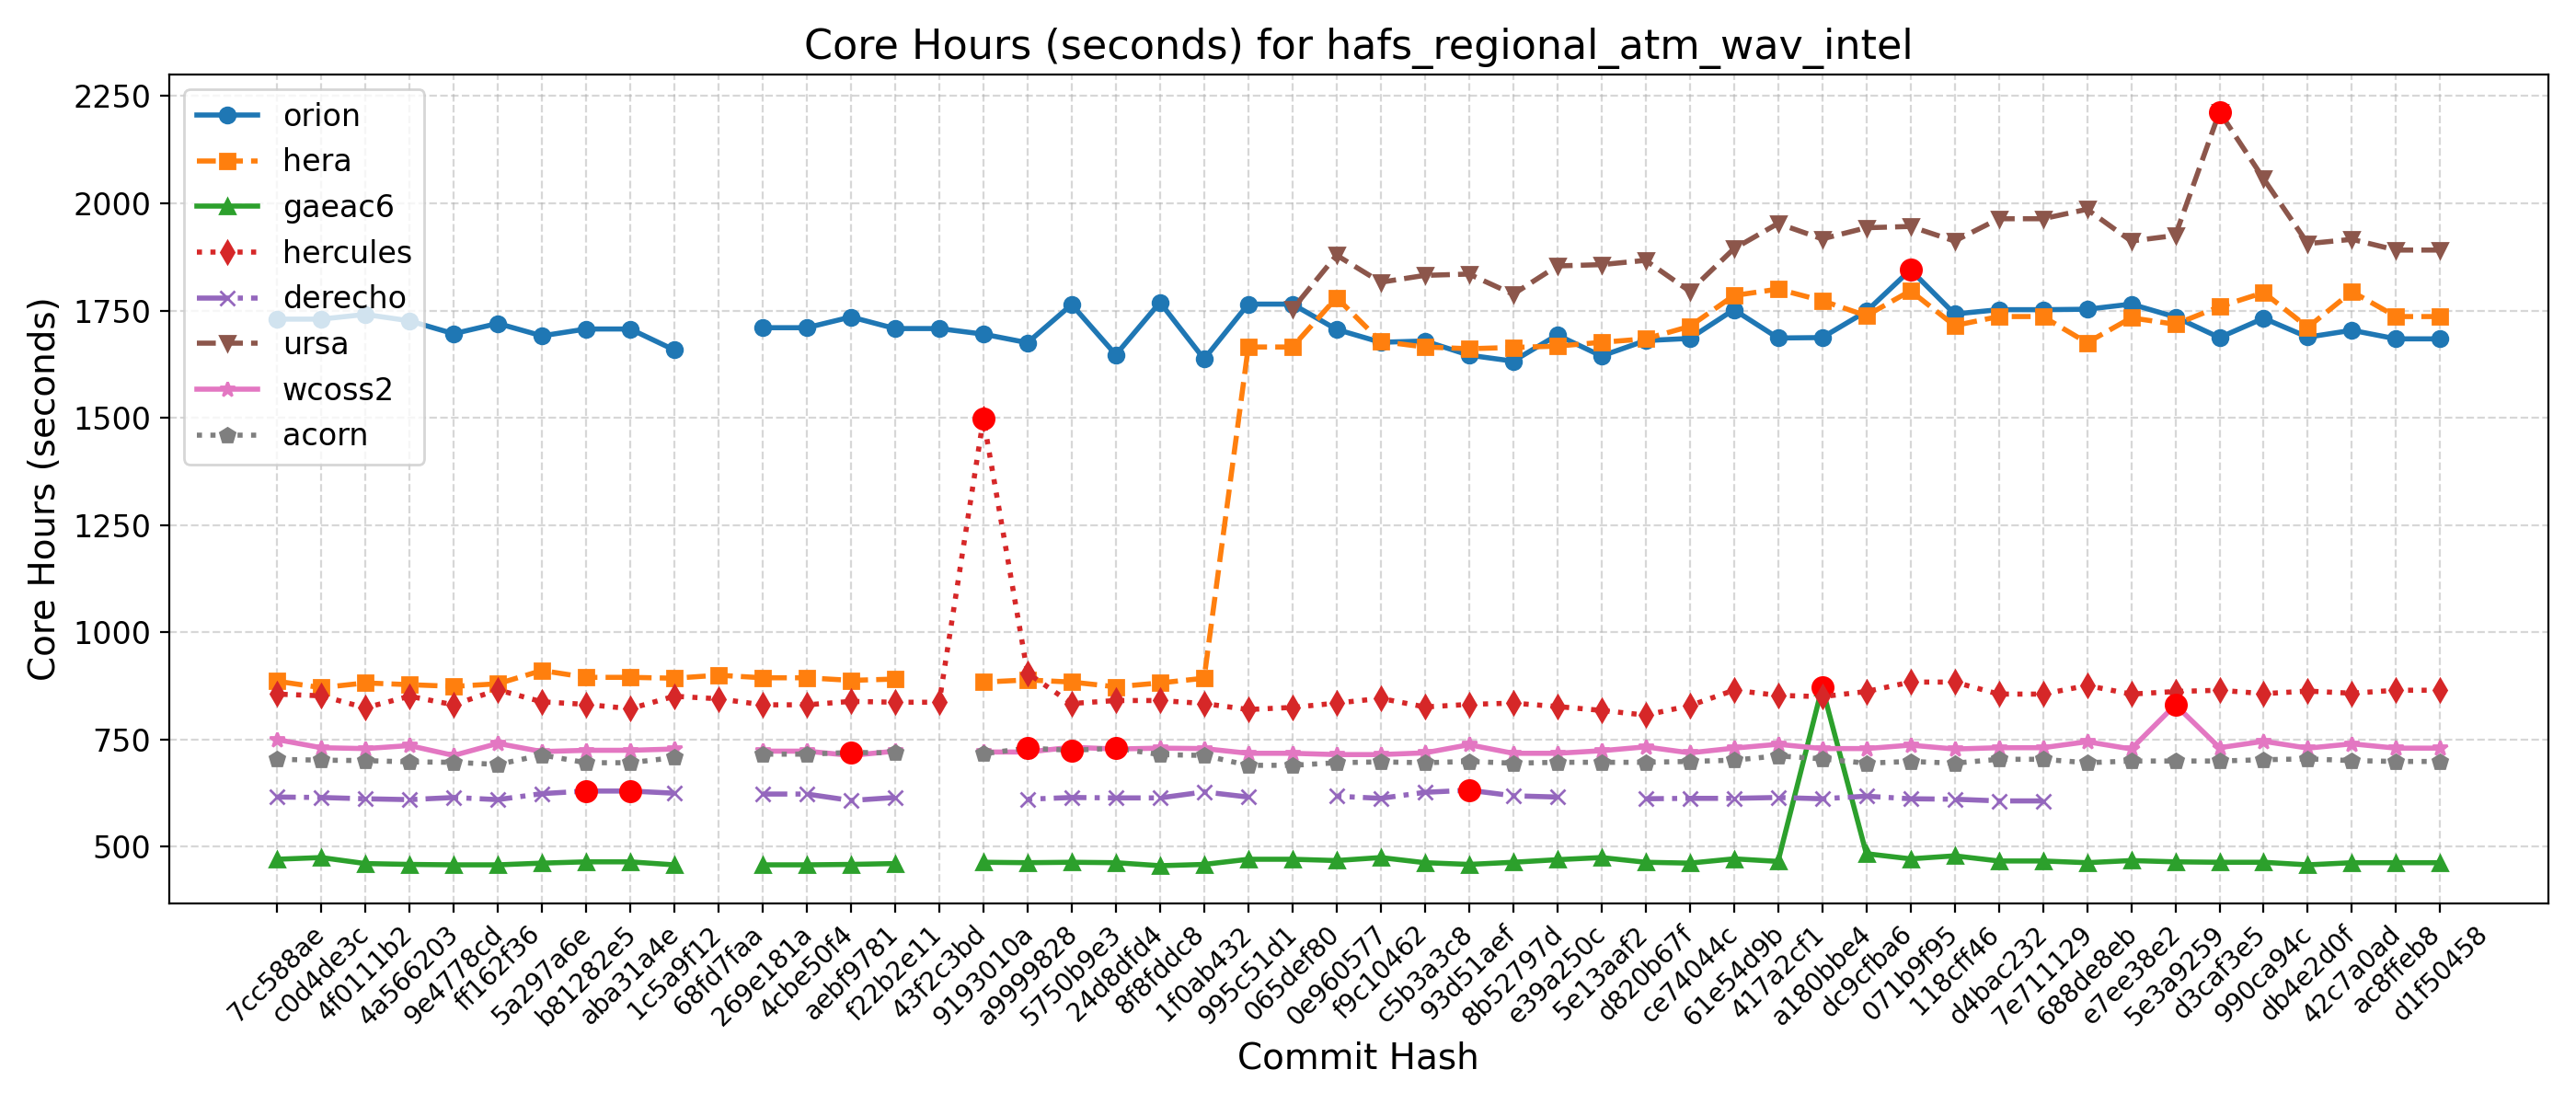 Core Hours (seconds) for hafs_regional_atm_wav_intel
Core Hours (seconds)
2250
2000
1750
1500
1250
1000
750
500
orion
hera
gaeac6
hercules
derecho
ursa
wcoss2
acorn
7cc588ae
c0d4de3c
4f0111b2
4a566203
9e4778cd
ff162f36
5a297a6e
b81282e5
aba31a4e
1c5a9f12
68fd7faa
269e181a
4cbe50f4
aebf9781
f22b2e11
43f2c3bd
9193010a
a9999828
5750b9e3
24d8dfd4
8f8fddc8
1f0ab432
995c51d1
065def80
0e960577
f9c10462
c5b3a3c8
93d51aef
8b52797d
e39a250c
5e13aaf2
d820b67f
ce74044c
61e54d9b
417a2cf1
a180bbe4
dc9cfba6
071b9f95
118cff46
d4bac232
7e711129
688de8eb
e7ee38e2
5e3a9259
d3caf3e5
990ca94c
db4e2d0f
42c7a0ad
ac8ffeb8
d1f50458
Commit Hash